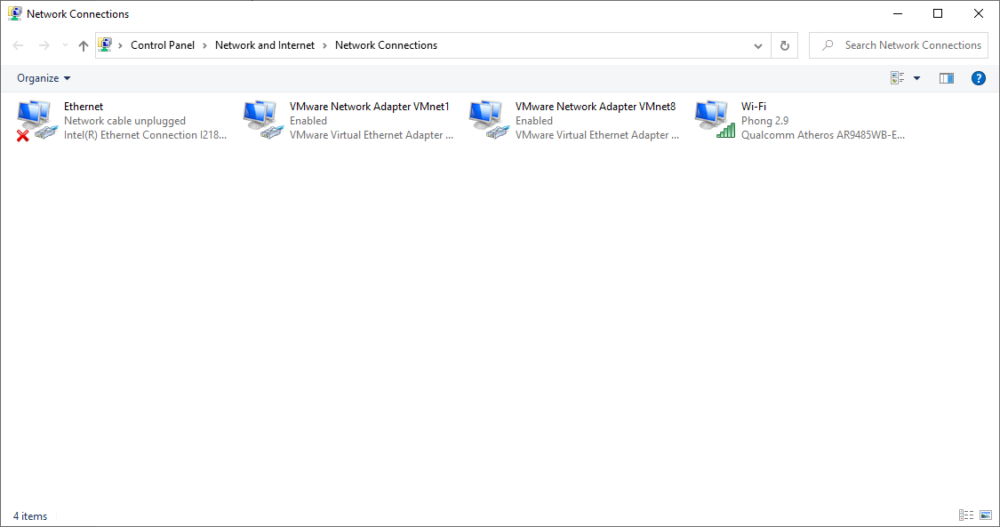 Network Connections
Control Panel > Network and Internet > Network Connections
Search Network Connections
Organize
Ethernet
Network cable unplugged
Intel(R) Ethernet Connection I218...
VMware Network Adapter VMnet1
Enabled
VMware Virtual Ethernet Adapter ...
VMware Network Adapter VMnet8
Enabled
VMware Virtual Ethernet Adapter ...
Wi-Fi
Phong 2.9
Qualcomm Atheros AR9485WB-E...
4 items